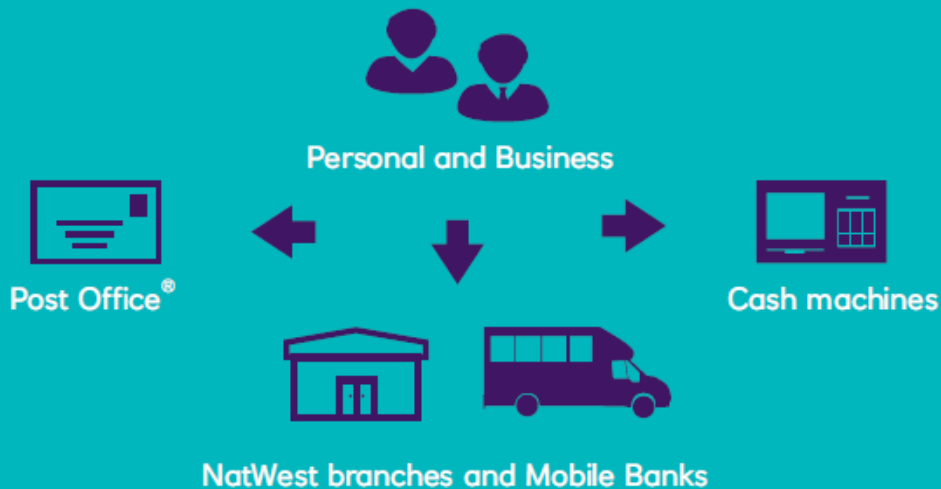 Personal and Business
Post Office®
Cash machines
NatWest branches and Mobile Banks